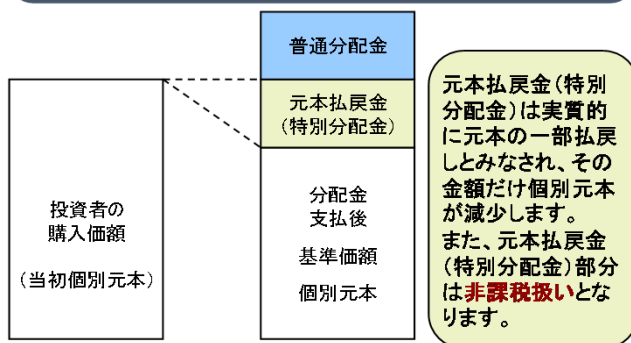 普通分配金
元本払戻金
(特別分配金)
投資者の
購入価額
(当初個別元本)
分配金
支払後
基準価額
個別元本
元本払戻金(特別
分配金)は実質的
に元本の一部払戻
しとみなされ、その
金額だけ個別元本
が減少します。
また、元本払戻金
(特別分配金)部分
は非課税扱いとな
ります。